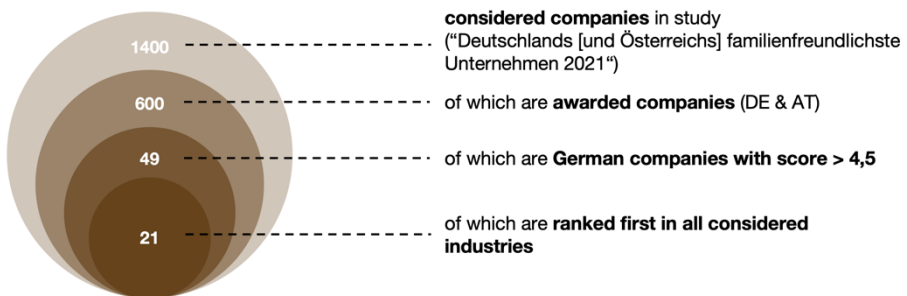 1400
considered companies in study
(“Deutschlands [und Österreichs] familienfreundlichste
Unternehmen 2021“)
600
of which are awarded companies (DE & AT)
49
of which are German companies with score > 4,5
21
of which are ranked first in all considered
industries